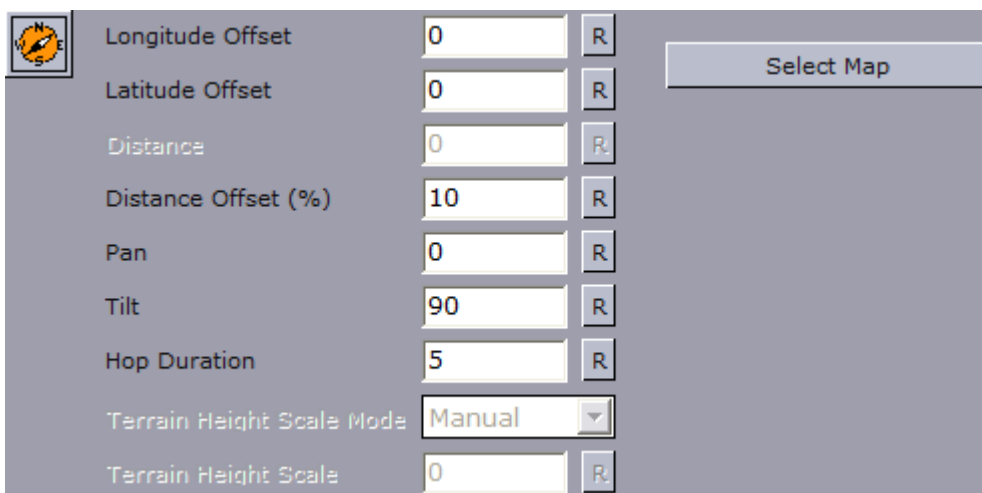 N
W E
S
Longitude Offset 0 R
Select Map
Latitude Offset 0 R
Distance 0 R
Distance Offset (%) 10 R
Pan 0 R
Tilt 90 R
Hop Duration 5 R
Terrain Height Scale Mode Manual
Terrain Height Scale 0 R